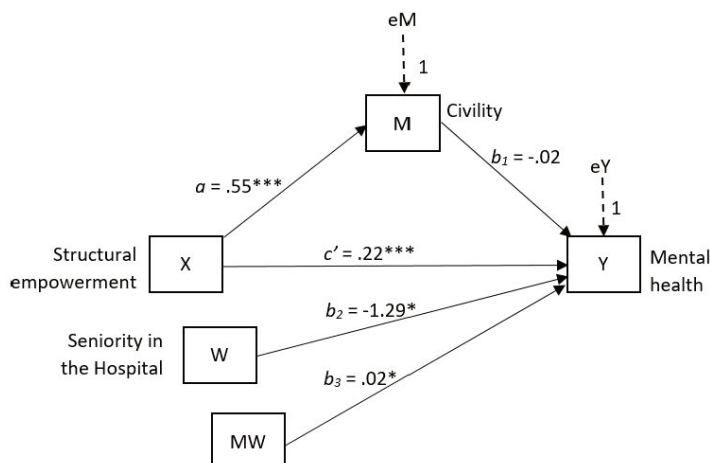 eM
1
M
Civility
b1 = -.02
eY
1
a = .55***
Structural
empowerment
X
c’ = .22***
Y
Mental
health
b2 = -1.29*
Seniority in
the Hospital
W
b3 = .02*
MW